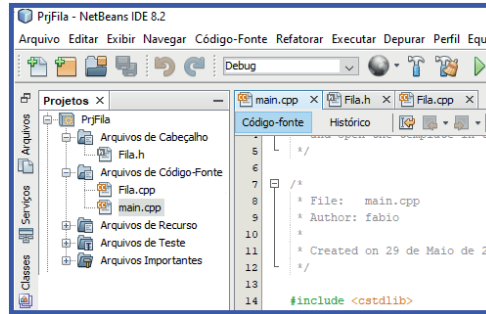 PrjFila - NetBeans IDE 8.2
Arquivo Editar Exibir Navegar Código-Fonte Refatorar Executar Depurar Perfil Equ
Debug
Projetos
PrjFila
Arquivos de Cabeçalho
Fila.h
Arquivos de Código-Fonte
Fila.cpp
main.cpp
Arquivos de Recurso
Arquivos de Teste
Arquivos Importantes
Arquivos
Serviços
Classes
main.cpp Fila.h Fila.cpp
Código-fonte Histórico
5 */
6
7 /*
8 * File: main.cpp
9 * Author: fabio
10 *
11 * Created on 29 de Maio de 2
12 */
13
14 #include <cstdlib>